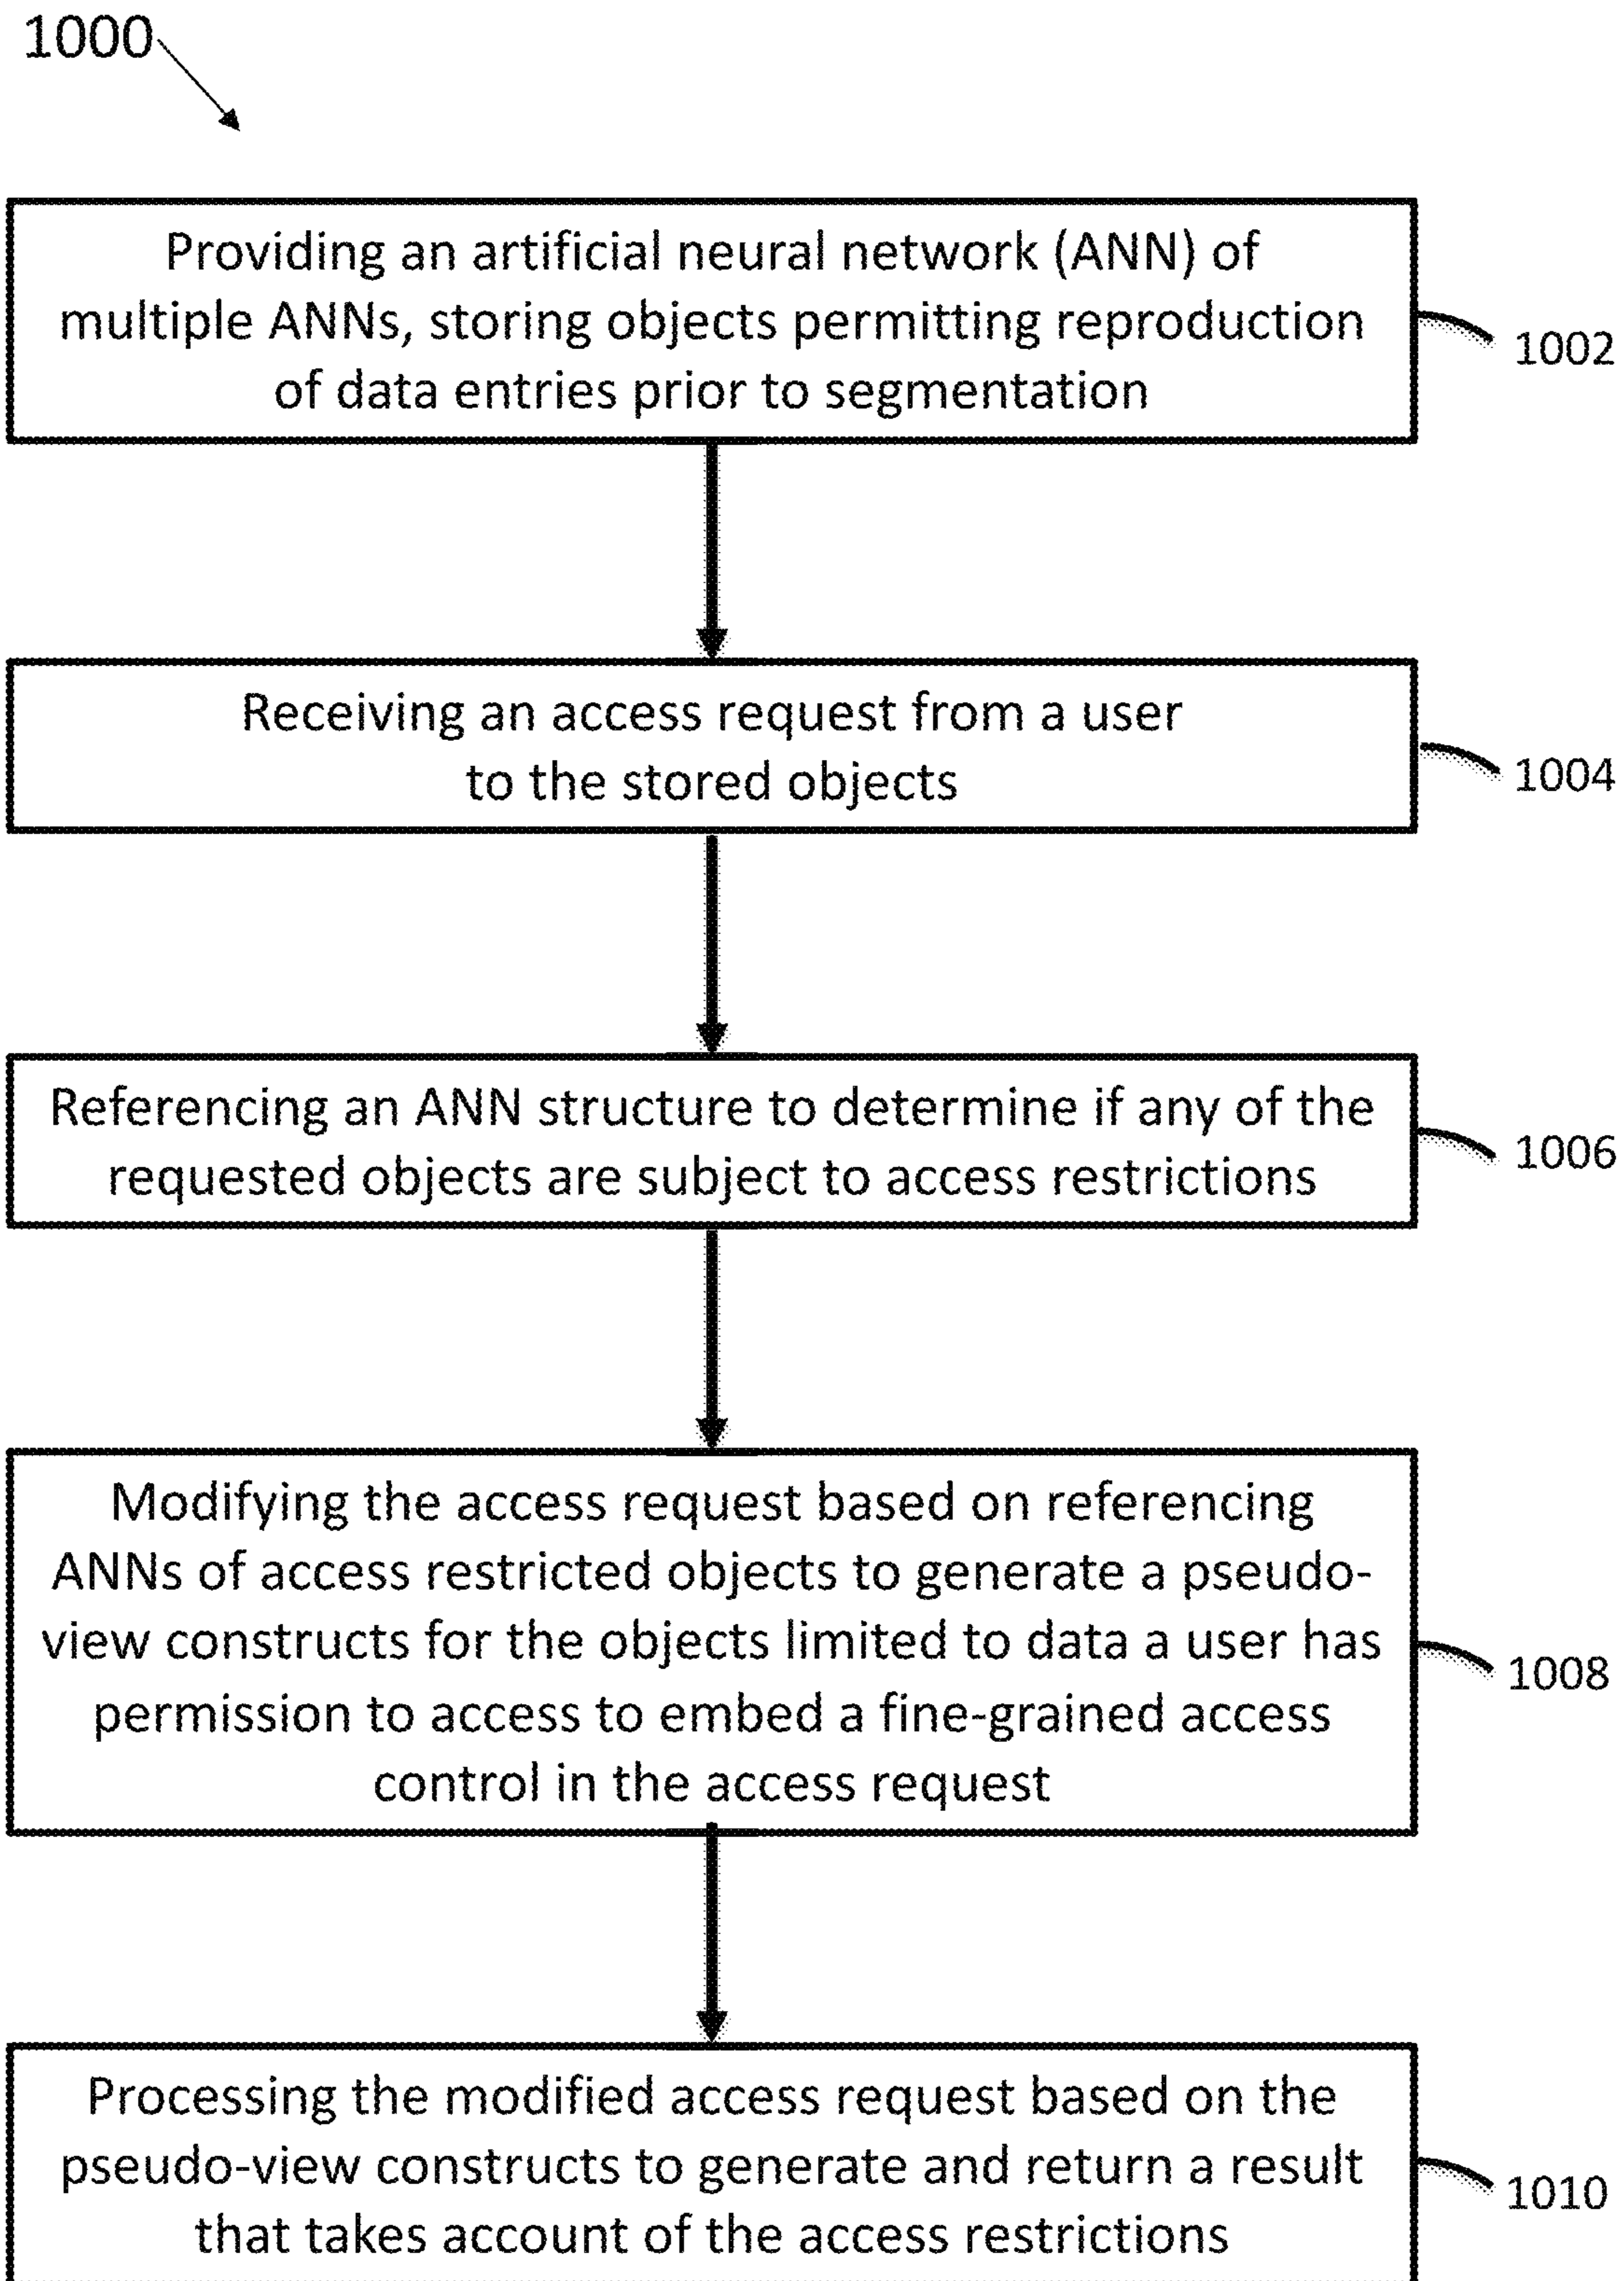 1000
Providing an artificial neural network (ANN) of
multiple ANNs, storing objects permitting reproduction
of data entries prior to segmentation
1002
Receiving an access request from a user
to the stored objects
1004
Referencing an ANN structure to determine if any of the
requested objects are subject to access restrictions
1006
Modifying the access request based on referencing
ANNs of access restricted objects to generate a pseudo-
view constructs for the objects limited to data a user has
permission to access to embed a fine-grained access
control in the access request
1008
Processing the modified access request based on the
pseudo-view constructs to generate and return a result
that takes account of the access restrictions
1010